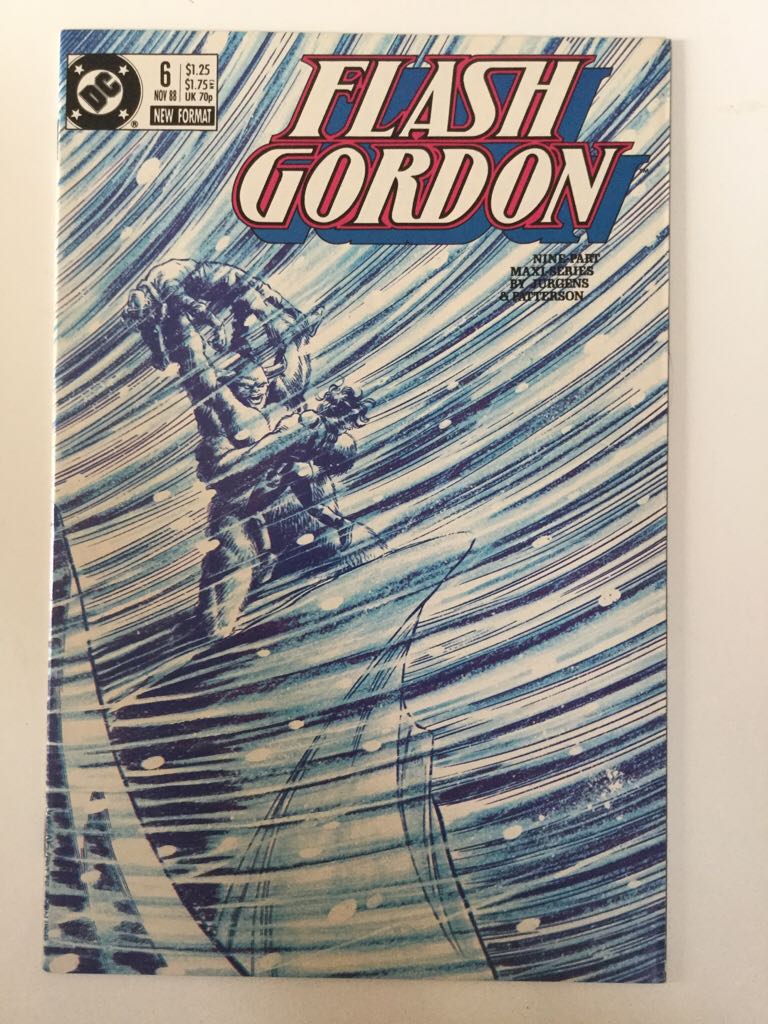 DC
®
6
NOV 88
$1.25
$1.75
UK 70p
NEW FORMAT
FLASH
GORDON
NINE-PART
MAXI-SERIES
BY JURGENS
& PATTERSON